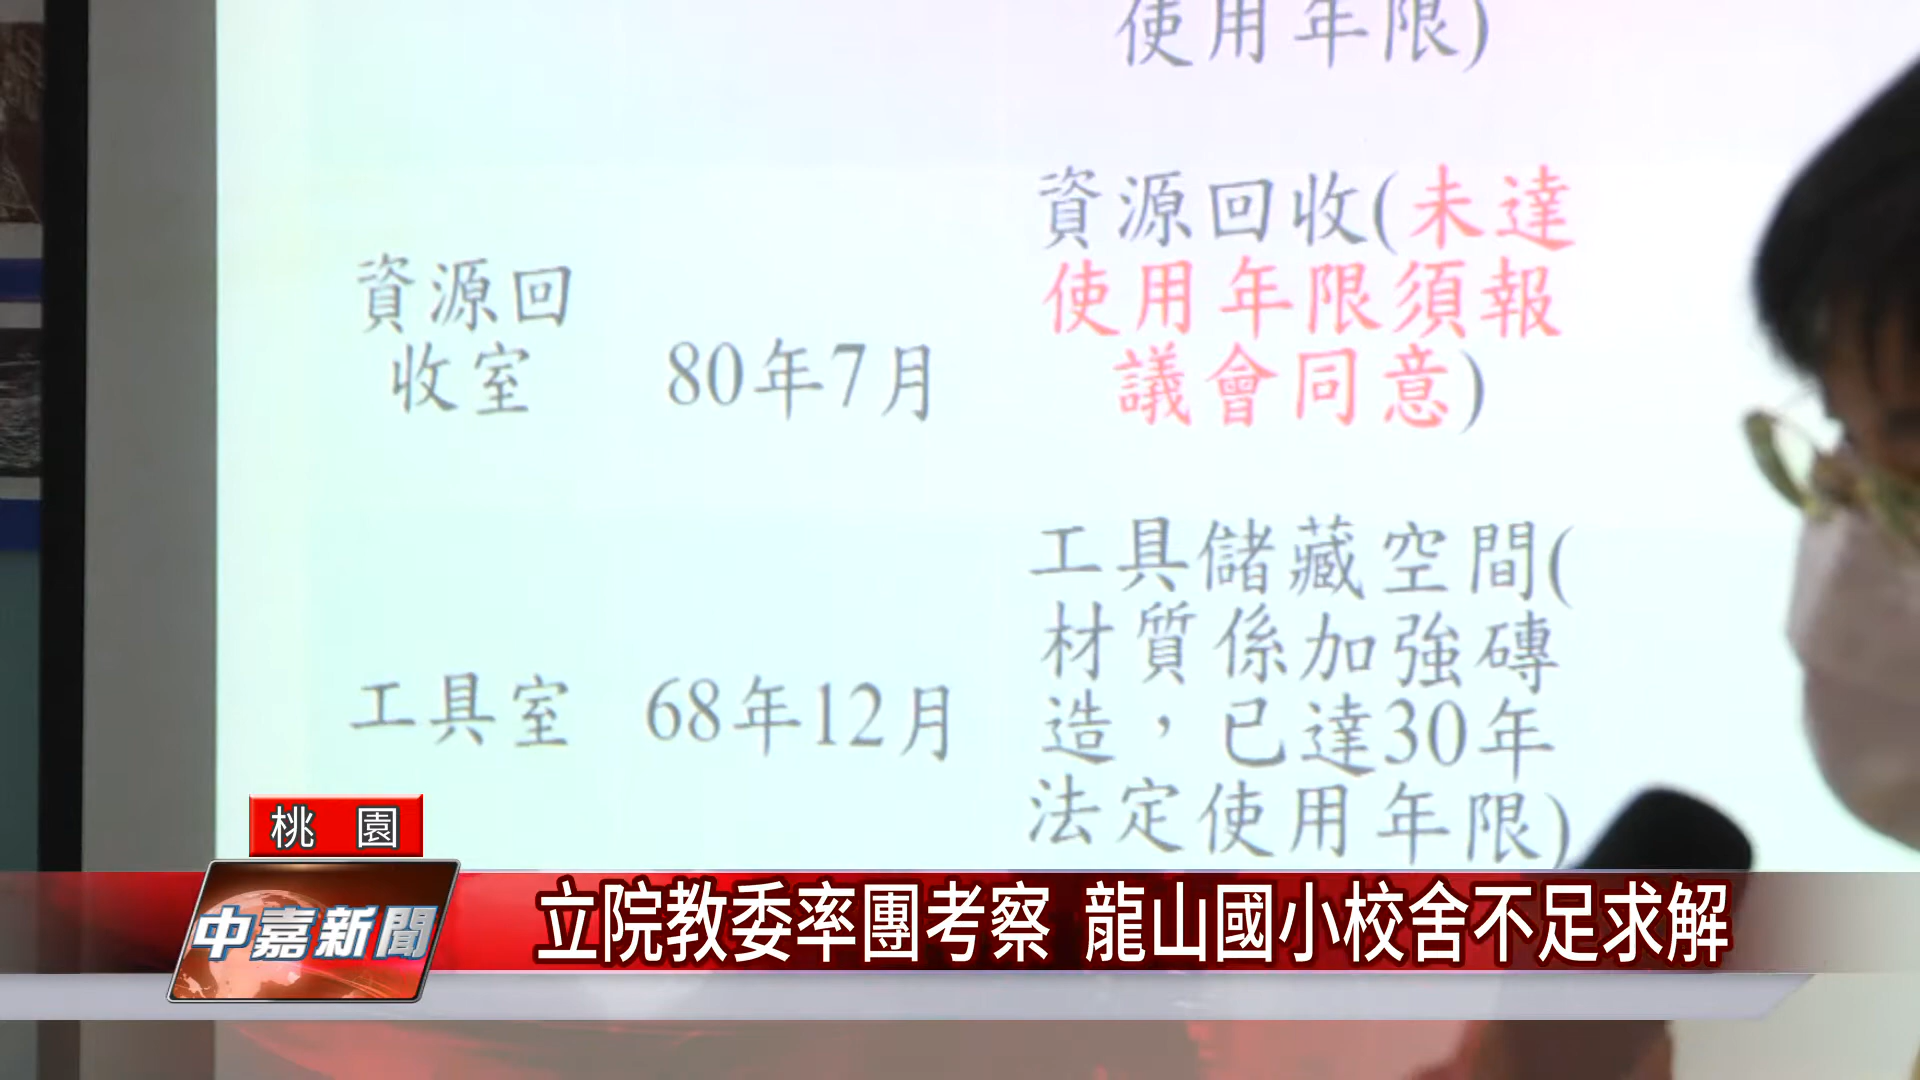 使用年限)
資源回收(未達
使用年限須報
議會同意)
資源回
收室
80年7月
工具儲藏空間(
材質係加強磚
造，已達30年
法定使用年限)
工具室
68年12月
桃園
中嘉新聞
立院教委率團考察 龍山國小校舍不足求解